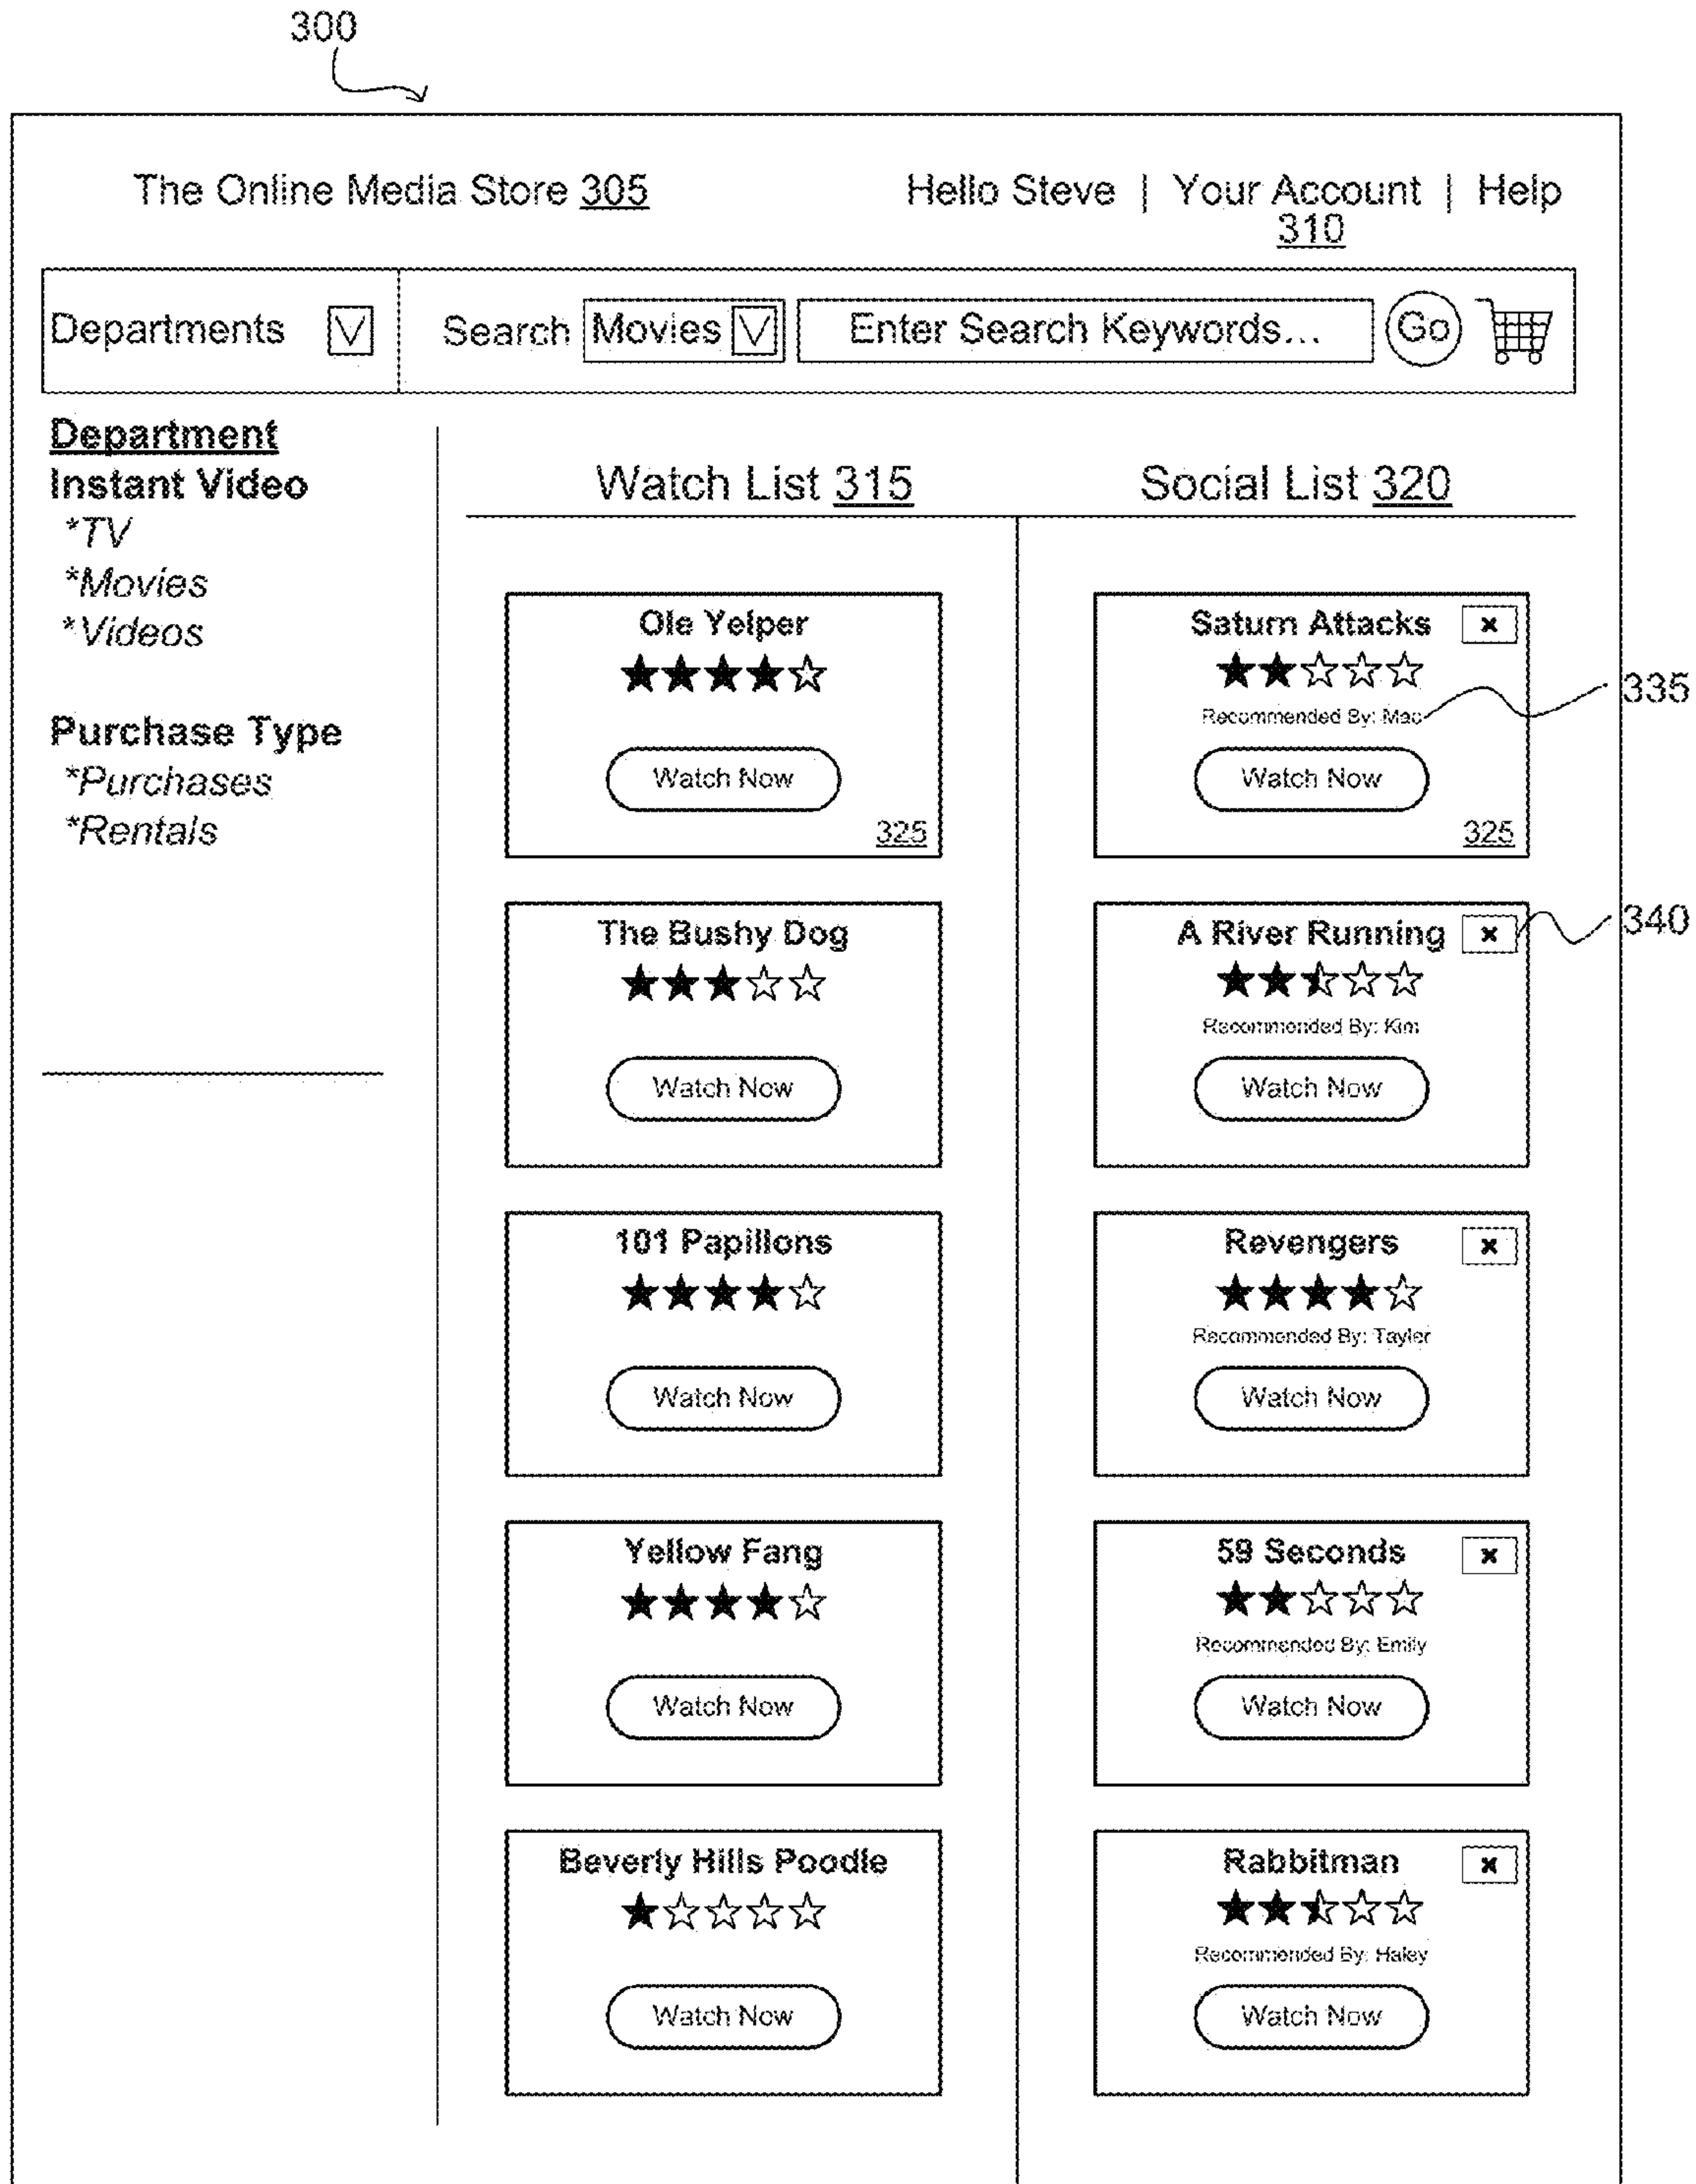 300
The Online Media Store 305
Hello Steve | Your Account | Help
310
Departments V Search Movies V Enter Search Keywords... Go
Department
Instant Video
*TV
*Movies
*Videos
Purchase Type
*Purchases
*Rentals
Watch List 315
Ole Yelper
Watch Now
325
The Bushy Dog
Watch Now
101 Papillons
Watch Now
Yellow Fang
Watch Now
Beverly Hills Poodle
Watch Now
Social List 320
Saturn Attacks x
Recommended By: Mac
335
Watch Now
325
A River Running x
340
Recommended By: Kim
Watch Now
Revengers x
Recommended By: Tayler
Watch Now
59 Seconds x
Recommended By: Emily
Watch Now
Rabbitman x
Recommended By: Haley
Watch Now